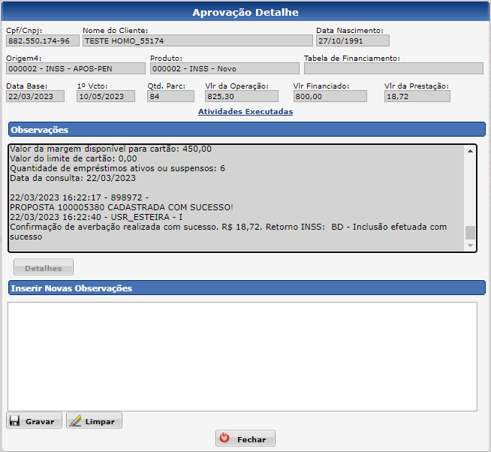 Aprovação Detalhe
Cpf/Cnpj: Nome do Cliente: Data Nascimento:
882.550.174-96 TESTE HOMO_55174 27/10/1991
Origem4: Produto: Tabela de Financiamento:
000002 - INSS - APOS-PEN 000002 - INSS - Novo
Data Base: 1º Vcto: Qtd. Parc: Vlr da Operação: Vlr Financiado: Vlr da Prestação:
22/03/2023 10/05/2023 84 825,30 800,00 18,72
Atividades Executadas
Observações
Valor da margem disponível para cartão: 450,00
Valor do limite de cartão: 0,00
Quantidade de empréstimos ativos ou suspensos: 6
Data da consulta: 22/03/2023
22/03/2023 16:22:17 - 898972 -
PROPOSTA 100005380 CADASTRADA COM SUCESSO!
22/03/2023 16:22:40 - USR_ESTEIRA - I
Confirmação de averbação realizada com sucesso. R$ 18,72. Retorno INSS: BD - Inclusão efetuada com
sucesso
Detalhes
Inserir Novas Observações
Gravar Limpar
Fechar